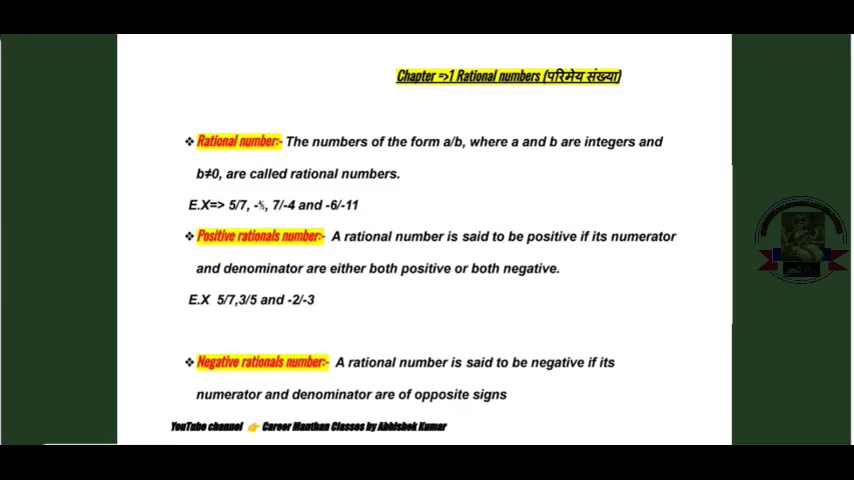 Chapter =>1 Rational numbers (परिमेय संख्या)
❖ Rational number:- The numbers of the form a/b, where a and b are integers and
b≠0, are called rational numbers.
E.X=> 5/7, -⅚, 7/-4 and -6/-11
❖ Positive rationals number:- A rational number is said to be positive if its numerator
and denominator are either both positive or both negative.
E.X 5/7,3/5 and -2/-3
❖ Negative rationals number:- A rational number is said to be negative if its
numerator and denominator are of opposite signs
YouTube channel 👉 Career Manthan Classes by Abhishek Kumar